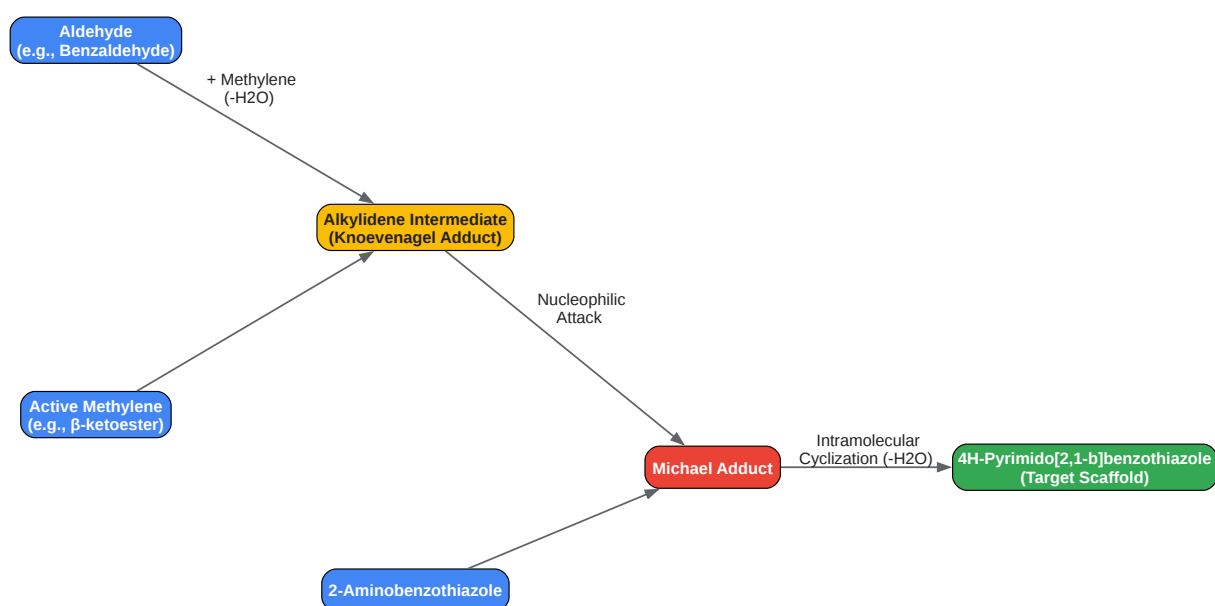 Aldehyde
(e.g., Benzaldehyde)
+ Methylene
(-H2O)
Alkylidene Intermediate
(Knoevenagel Adduct)
Nucleophilic
Attack
Active Methylene
(e.g., β-ketoester)
Michael Adduct
Intramolecular
Cyclization (-H2O)
4H-Pyrimido[2,1-b]benzothiazole
(Target Scaffold)
2-Aminobenzothiazole